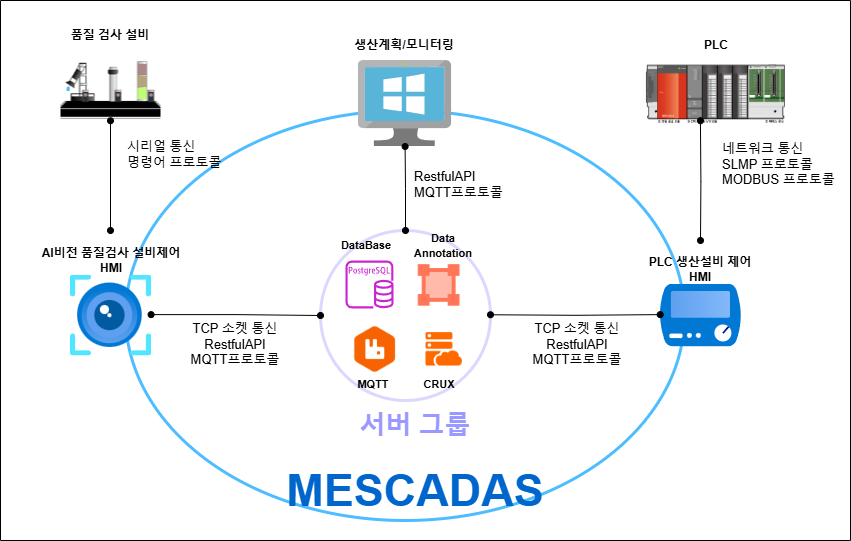 품질 검사 설비
생산계획/모니터링
PLC
시리얼 통신
명령어 프로토콜
RestfulAPI
MQTT프로토콜
네트워크 통신
SLMP 프로토콜
MODBUS 프로토콜
AI비전 품질검사 설비제어
HMI
DataBase
Data
Annotation
PostgreSQL
PLC 생산설비 제어
HMI
TCP 소켓 통신
RestfulAPI
MQTT프로토콜
TCP 소켓 통신
RestfulAPI
MQTT프로토콜
MQTT
CRUX
서버 그룹
MESCADAS